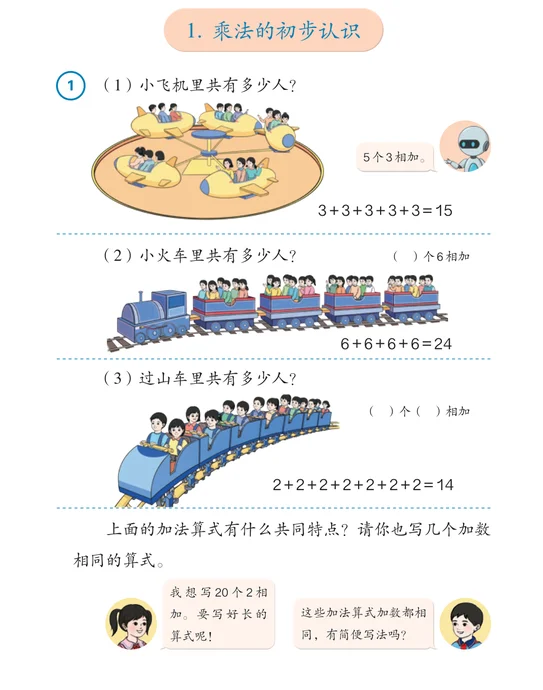 1. 乘法的初步认识
1 （1）小飞机里共有多少人？
5个3相加。
3+3+3+3+3=15
（2）小火车里共有多少人？ （ ）个6相加
6+6+6+6=24
（3）过山车里共有多少人？
（ ）个（ ）相加
2+2+2+2+2+2+2=14
上面的加法算式有什么共同特点？请你也写几个加数
相同的算式。
我想写20个2相
加。要写好长的
算式呢！
这些加法算式加数都相
同，有简便写法吗？